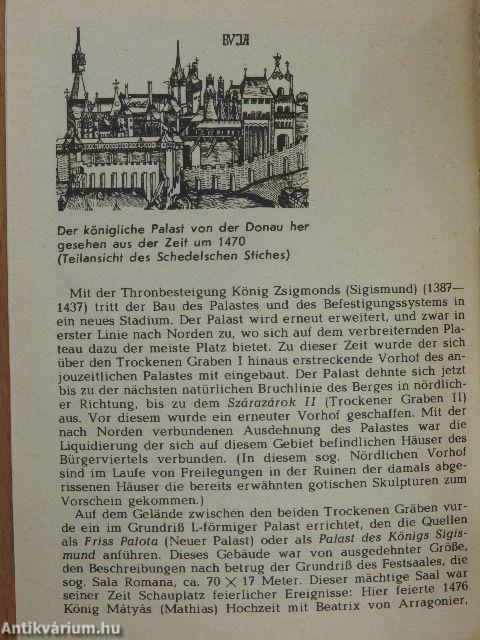 BVDA
Der königliche Palast von der Donau her
gesehen aus der Zeit um 1470
(Teilansicht des Schedelschen Stiches)
Mit der Thronbesteigung König Zsigmonds (Sigismund) (1387—
1437) tritt der Bau des Palastes und des Befestigungssystems in
ein neues Stadium. Der Palast wird erneut erweitert, und zwar in
erster Linie nach Norden zu, wo sich auf dem verbreiternden Pla-
teau dazu der meiste Platz bietet. Zu dieser Zeit wurde der sich
über den Trockenen Graben I hinaus erstreckende Vorhof des an-
jouzeitlichen Palastes mit eingebaut. Der Palast dehnte sich jetzt
bis zu der nächsten natürlichen Bruchlinie des Berges in nördlich-
er Richtung, bis zu dem Szárazárok II (Trockener Graben II)
aus. Vor diesem wurde ein erneuter Vorhof geschaffen. Mit der
nach Norden verbundenen Ausdehnung des Palastes war die
Liquidierung der sich auf diesem Gebiet befindlichen Häuser des
Bürgerviertels verbunden. (In diesem sog. Nördlichen Vorhof
sind im Laufe von Freilegungen in der Ruinen der damals abge-
rissenen Häuser die bereits erwähnten gotischen Skulpturen zum
Vorschein gekommen.)
Auf dem Gelände zwischen den beiden Trockenen Gräben vur-
de ein im Grundriß L-förmiger Palast errichtet, den die Quellen
als Friss Palota (Neuer Palast) oder als Palast des Königs Sigis-
mund anführen. Dieses Gebäude war von ausgedehnter Größe,
den Beschreibungen nach betrug der Grundriß des Festsaales, die
sog. Sala Romana, ca. 70 × 17 Meter. Dieser mächtige Saal war
seiner Zeit Schauplatz feierlicher Ereignisse: Hier feierte 1476
König Mátyás (Mathias) Hochzeit mit Beatrix von Arragonier,
Antikvárium.hu